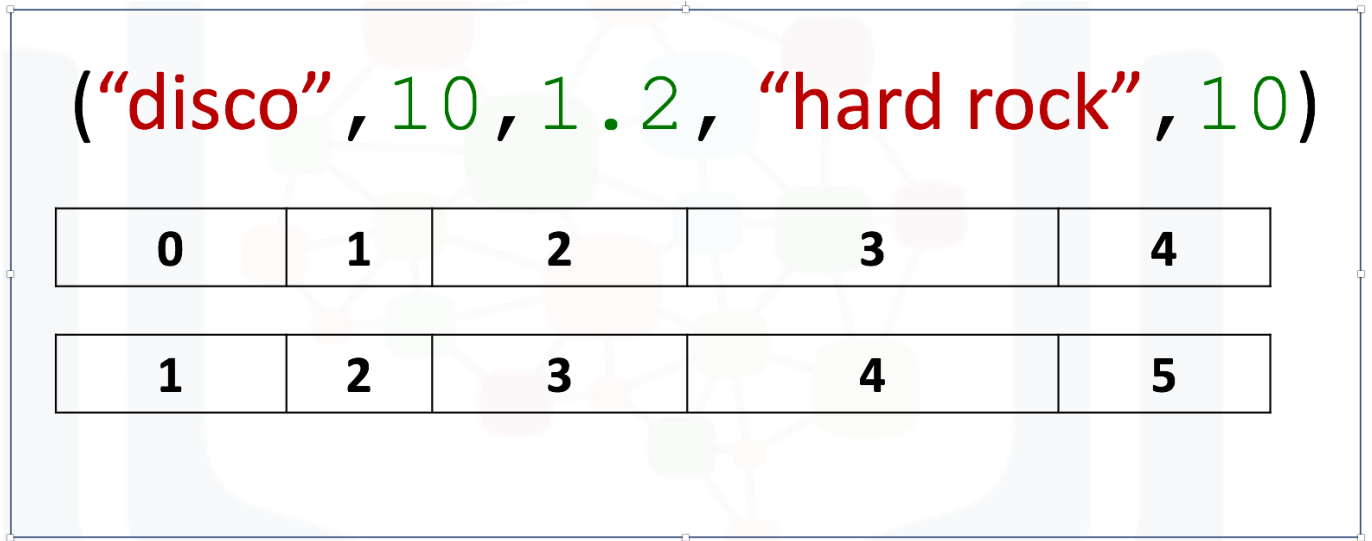 (“disco”,10,1.2, “hard rock”,10)
0 1 2 3 4
1 2 3 4 5